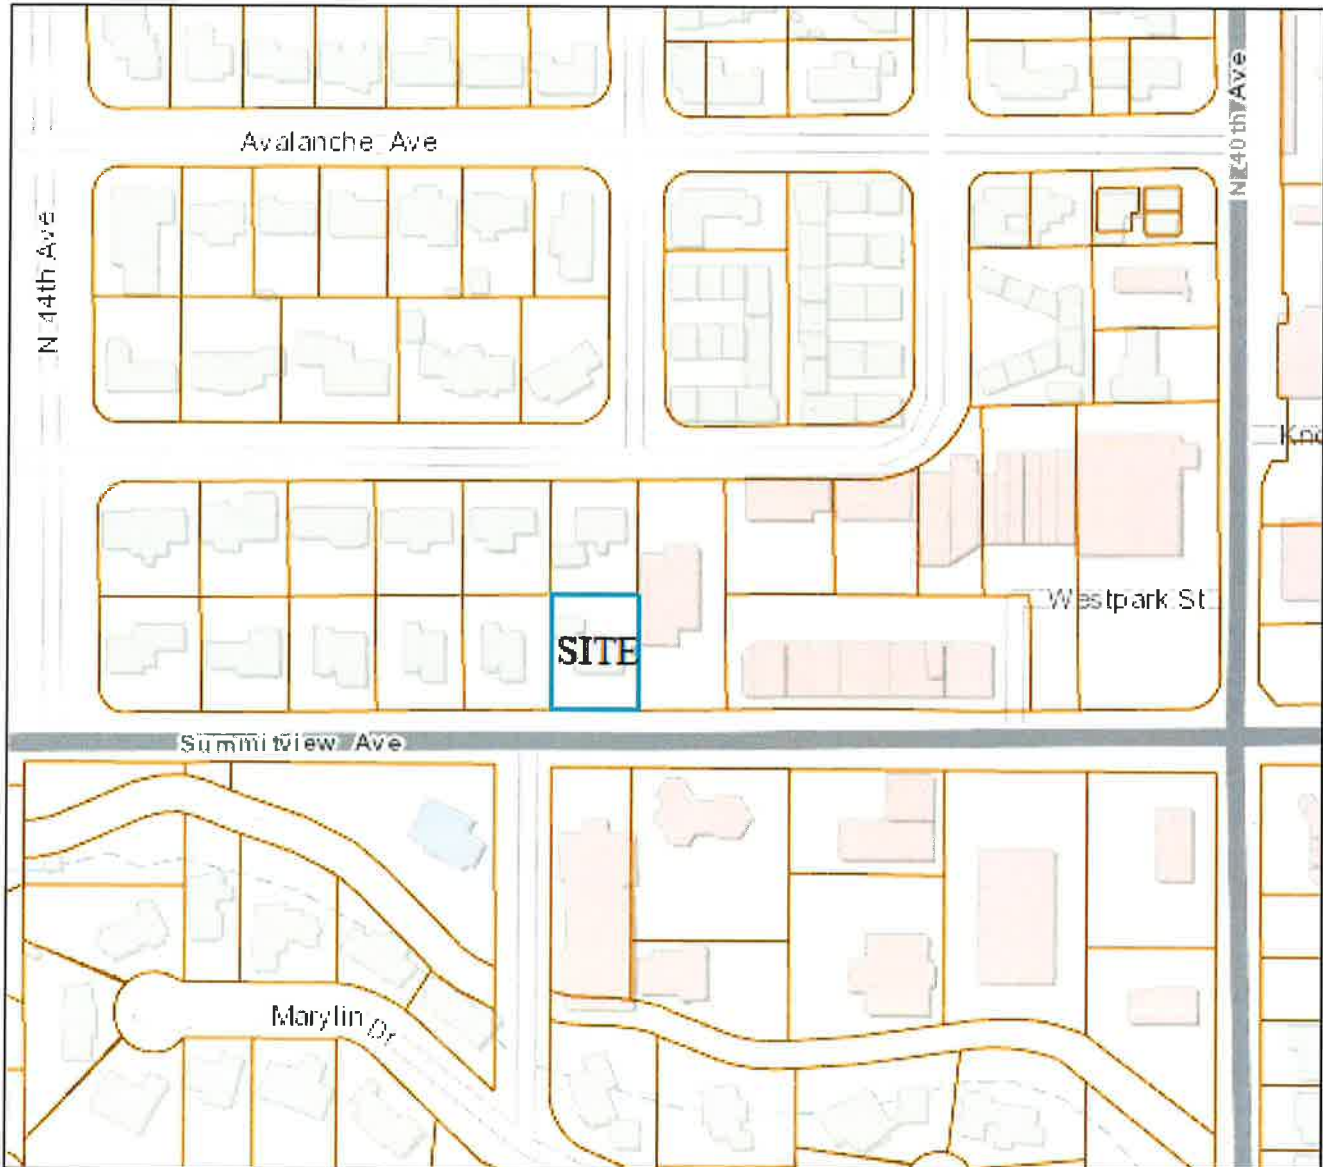 N 40th Ave
Avalanche Ave
N 44th Ave
Westpark St
SITE
Summitview Ave
Marylin Dr